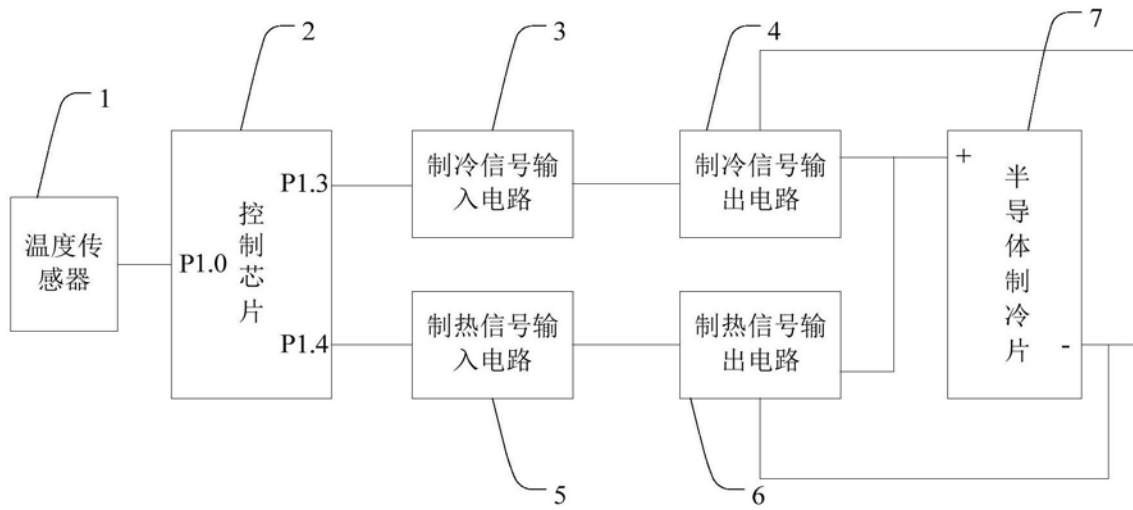 1
2
3
4
7
温度传
感器
P1.0
控
制
芯
片
P1.3
P1.4
制冷信号输
入电路
制冷信号输
出电路
制热信号输
入电路
制热信号输
出电路
+
半
导
体
制
冷
片
-
5
6